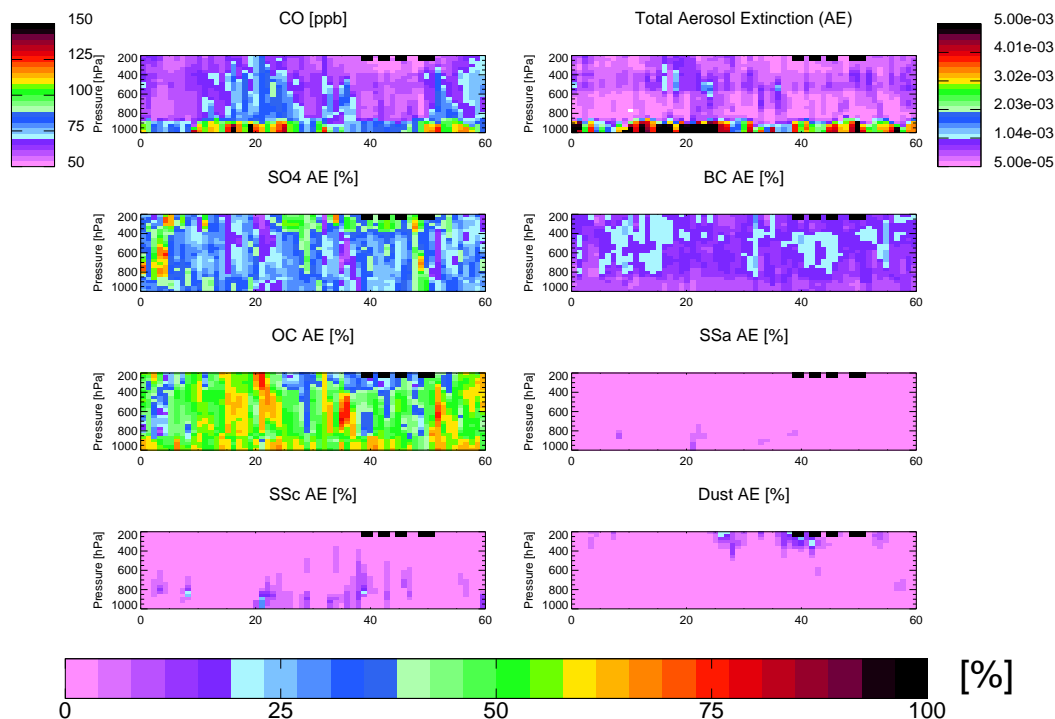 CO [ppb]
Total Aerosol Extinction (AE)
150
125
100
75
50
Pressure [hPa]
200
400
600
800
1000
0 20 40 60
Pressure [hPa]
200
400
600
800
1000
0 20 40 60
5.00e-03
4.01e-03
3.02e-03
2.03e-03
1.04e-03
5.00e-05
SO4 AE [%]
BC AE [%]
Pressure [hPa]
200
400
600
800
1000
0 20 40 60
Pressure [hPa]
200
400
600
800
1000
0 20 40 60
OC AE [%]
SSa AE [%]
Pressure [hPa]
200
400
600
800
1000
0 20 40 60
Pressure [hPa]
200
400
600
800
1000
0 20 40 60
SSc AE [%]
Dust AE [%]
Pressure [hPa]
200
400
600
800
1000
0 20 40 60
Pressure [hPa]
200
400
600
800
1000
0 20 40 60
[%]
0 25 50 75 100